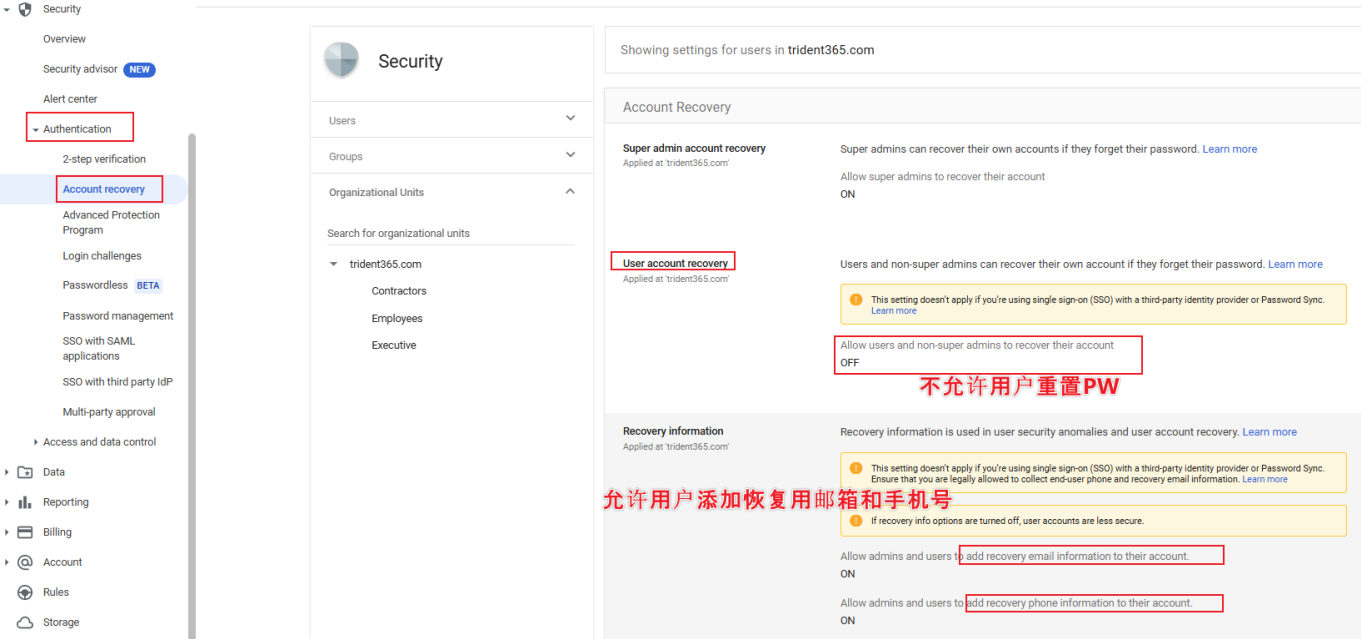 Security
Overview
Security advisor NEW
Alert center
Authentication
2-step verification
Account recovery
Advanced Protection
Program
Login challenges
Passwordless BETA
Password management
SSO with SAML
applications
SSO with third party IdP
Multi-party approval
Access and data control
Data
Reporting
Billing
Account
Rules
Storage
Security
Users
Groups
Organizational Units
Search for organizational units
trident365.com
Contractors
Employees
Executive
Showing settings for users in trident365.com
Account Recovery
Super admin account recovery
Applied at 'trident365.com'
Super admins can recover their own accounts if they forget their password. Learn more
Allow super admins to recover their account
ON
User account recovery
Applied at 'trident365.com'
Users and non-super admins can recover their own account if they forget their password. Learn more
This setting doesn't apply if you're using single sign-on (SSO) with a third-party identity provider or Password Sync.
Learn more
Allow users and non-super admins to recover their account
OFF
不允许用户重置PW
Recovery information
Applied at 'trident365.com'
Recovery information is used in user security anomalies and user account recovery. Learn more
This setting doesn't apply if you're using single sign-on (SSO) with a third-party identity provider or Password Sync.
Ensure that you are legally allowed to collect end-user phone and recovery email information. Learn more
允许用户添加恢复用邮箱和手机号
If recovery info options are turned off, user accounts are less secure.
Allow admins and users to add recovery email information to their account.
ON
Allow admins and users to add recovery phone information to their account.
ON